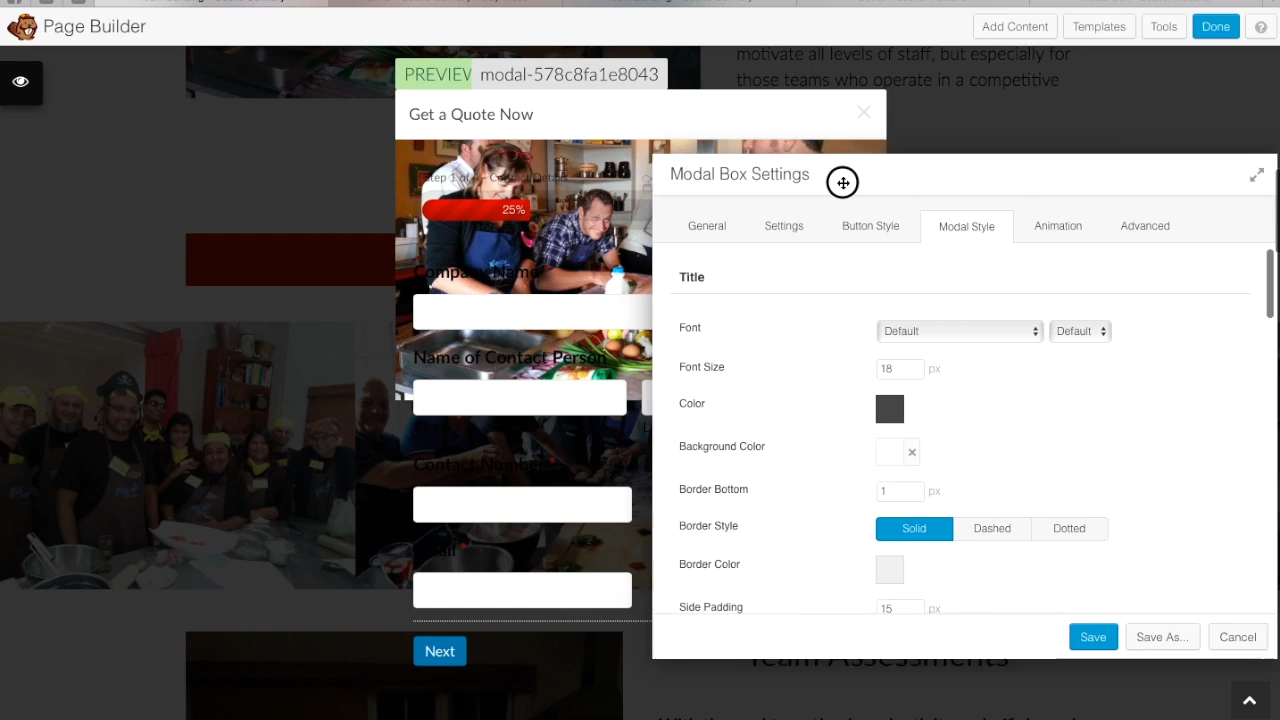 Page Builder
Add Content
Templates
Tools
Done
motivate all levels of staff, but especially for
those teams who operate in a competitive
PREVIEW modal-578c8fa1e8043
Get a Quote Now
25%
Company Name
Name of Contact Person
Contact Number *
Next
Modal Box Settings
General
Settings
Button Style
Modal Style
Animation
Advanced
Title
Font
Default
Default
Font Size
18
px
Color
Background Color
Border Bottom
1
px
Border Style
Solid
Dashed
Dotted
Border Color
Side Padding
15
px
Save
Save As...
Cancel
Team Assessments